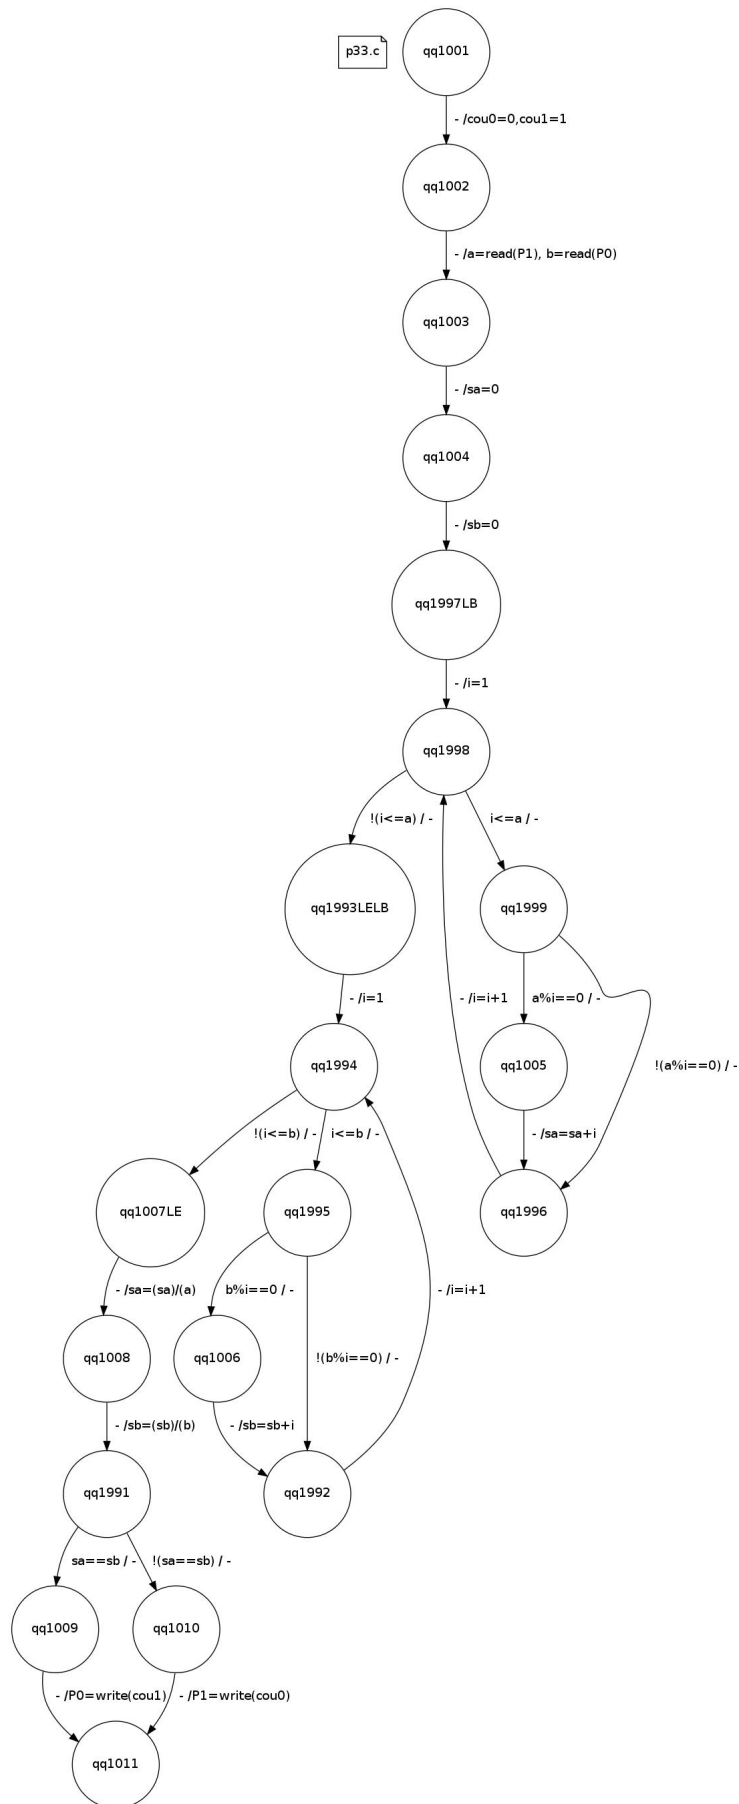 p33.c
qq1001
- /cou0=0,cou1=1
qq1002
- /a=read(P1), b=read(P0)
qq1003
- /sa=0
qq1004
- /sb=0
qq1997LB
- /i=1
qq1998
!(i<=a) / -
i<=a / -
qq1993LELB
qq1999
- /i=1
- /i=i+1
a%i==0 / -
qq1994
qq1005
!(a%i==0) / -
!(i<=b) / -
i<=b / -
- /sa=sa+i
qq1007LE
qq1995
qq1996
- /sa=(sa)/(a)
b%i==0 / -
- /i=i+1
qq1008
qq1006
!(b%i==0) / -
- /sb=(sb)/(b)
- /sb=sb+i
qq1991
qq1992
sa==sb / -
!(sa==sb) / -
qq1009
qq1010
- /P0=write(cou1)
- /P1=write(cou0)
qq1011